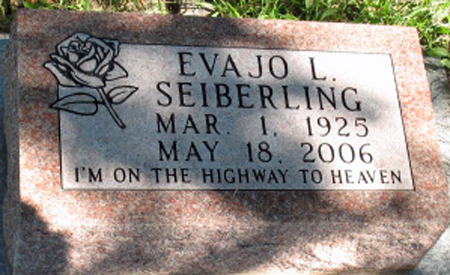 EVAJO L.
SEIBERLING
MAR. 1, 1925
MAY 18, 2006
I'M ON THE HIGHWAY TO HEAVEN